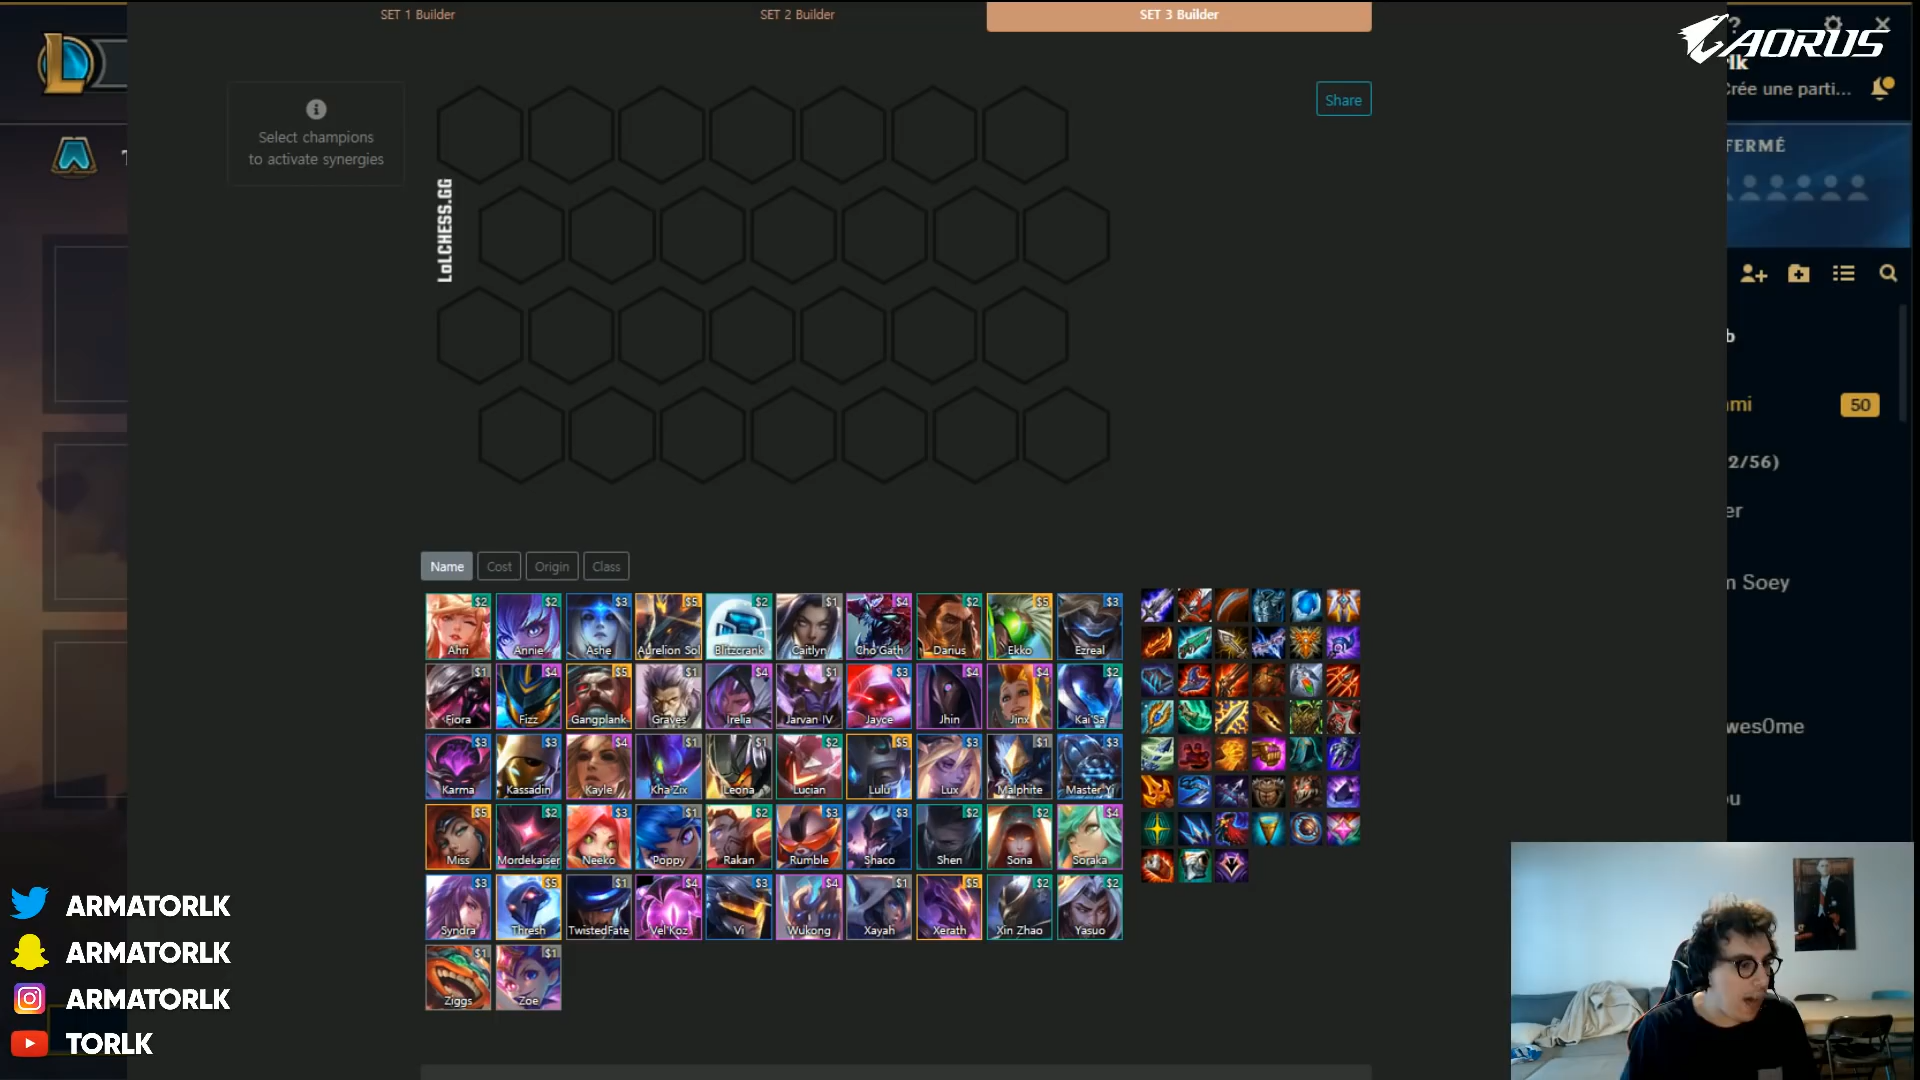 SET 1 Builder
SET 2 Builder
SET 3 Builder
?
AORUS
rlk
Crée une parti...
Select champions
to activate synergies
Share
FERMÉ
LoLCHESS.GG
b
ami
50
2/56)
er
m Soey
wes0me
ou
Name
Cost
Origin
Class
$2 $2 $3 $5 $2 $1 $4 $2 $5 $3
Ahri Annie Ashe Aurelion Sol Blitzcrank Caitlyn Cho'Gath Darius Ekko Ezreal
$1 $4 $5 $1 $4 $1 $3 $4 $4 $2
Fiora Fizz Gangplank Graves Irelia Jarvan IV Jayce Jhin Jinx Kai'Sa
$3 $3 $4 $1 $1 $2 $5 $3 $1 $3
Karma Kassadin Kayle Kha'Zix Leona Lucian Lulu Lux Malphite Master Yi
$5 $2 $3 $1 $2 $3 $3 $2 $2 $4
Miss Mordekaiser Neeko Poppy Rakan Rumble Shaco Shen Sona Soraka
$3 $5 $1 $4 $3 $4 $1 $5 $2 $2
Syndra Thresh TwistedFate Vel'Koz Vi Wukong Xayah Xerath Xin Zhao Yasuo
$1 $1
Ziggs Zoe
ARMATORLK
ARMATORLK
ARMATORLK
TORLK